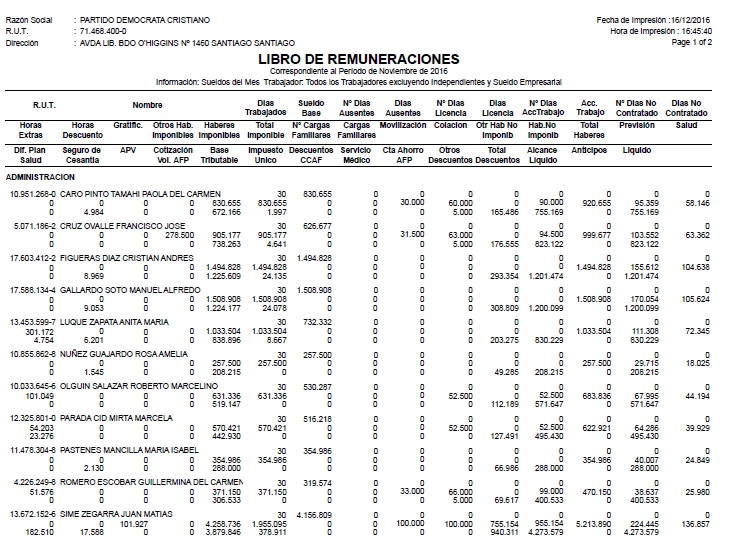 Razón Social : PARTIDO DEMOCRATA CRISTIANO Fecha de Impresión :16/12/2016
R.U.T. : 71.468.400-0 Hora de Impresión : 16:45:40
Dirección : AVDA LIB. BDO O'HIGGINS Nº 1460 SANTIAGO SANTIAGO Page 1 of 2
LIBRO DE REMUNERACIONES
Correspondiente al Período de Noviembre de 2016
Información: Sueldos del Mes Trabajador: Todos los Trabajadores excluyendo Independientes y Sueldo Empresarial
R.U.T. Nombre Dias Trabajados Sueldo Base Nº Dias Ausentes Dias Ausentes Nº Dias Licencia Dias Licencia Nº Dias AccTrabajo Acc. Trabajo Nº Dias No Contratado Dias No Contratado
Horas Extras Horas Descuento Gratific. Otros Hab. Imponibles Haberes Imponibles Total Imponible Nº Cargas Familiares Cargas Familiares Movilización Colacion Otr Hab No Imponib Hab.No Imponib Total Haberes Previsión Salud
Dif. Plan Salud Seguro de Cesantia APV Cotización Vol. AFP Base Tributable Impuesto Unico Descuentos CCAF Servicio Médico Cta Ahorro AFP Otros Descuentos Total Descuentos Alcance Liquido Anticipos Liquido
ADMINISTRACION
10.951.268-0 CARO PINTO TAMAHI PAOLA DEL CARMEN 30 830.655 0 0 0 0 0 0 0 0
0 0 0 0 830.655 830.655 0 0 30.000 60.000 0 90.000 920.655 95.359 58.146
0 4.984 0 0 672.166 1.997 0 0 0 5.000 165.486 755.169 0 755.169
5.071.186-2 CRUZ OVALLE FRANCISCO JOSE 30 626.677 0 0 0 0 0 0 0 0
0 0 0 278.500 905.177 905.177 0 0 31.500 63.000 0 94.500 999.677 103.552 63.362
0 0 0 0 738.263 4.641 0 0 0 5.000 176.555 823.122 0 823.122
17.603.412-2 FIGUERAS DIAZ CRISTIAN ANDRES 30 1.494.828 0 0 0 0 0 0 0 0
0 0 0 0 1.494.828 1.494.828 0 0 0 0 0 0 1.494.828 155.612 104.638
0 8.969 0 0 1.225.609 24.135 0 0 0 0 293.354 1.201.474 0 1.201.474
17.588.134-4 GALLARDO SOTO MANUEL ALFREDO 30 1.508.908 0 0 0 0 0 0 0 0
0 0 0 0 1.508.908 1.508.908 0 0 0 0 0 0 1.508.908 170.054 105.624
0 9.053 0 0 1.224.177 24.078 0 0 0 0 308.809 1.200.099 0 1.200.099
13.453.599-7 LUQUE ZAPATA ANITA MARIA 30 732.332 0 0 0 0 0 0 0 0
301.172 0 0 0 1.033.504 1.033.504 0 0 0 0 0 0 1.033.504 111.308 72.345
4.754 6.201 0 0 838.896 8.667 0 0 0 0 203.275 830.229 0 830.229
10.855.862-8 NUÑEZ GUAJARDO ROSA AMELIA 30 257.500 0 0 0 0 0 0 0 0
0 0 0 0 257.500 257.500 0 0 0 0 0 0 257.500 29.715 18.025
0 1.545 0 0 208.215 0 0 0 0 0 49.285 208.215 0 208.215
10.033.645-6 OLGUIN SALAZAR ROBERTO MARCELINO 30 530.287 0 0 0 0 0 0 0 0
101.049 0 0 0 631.336 631.336 0 0 0 52.500 0 52.500 683.836 67.995 44.194
0 0 0 0 519.147 0 0 0 0 0 112.189 571.647 0 571.647
12.325.801-0 PARADA CID MIRTA MARCELA 30 516.218 0 0 0 0 0 0 0 0
54.203 0 0 0 570.421 570.421 0 0 0 52.500 0 52.500 622.921 64.286 39.929
23.276 0 0 0 442.930 0 0 0 0 0 127.491 495.430 0 495.430
11.478.304-8 PASTENES MANCILLA MARIA ISABEL 30 354.986 0 0 0 0 0 0 0 0
0 0 0 0 354.986 354.986 0 0 0 0 0 0 354.986 40.007 24.849
0 2.130 0 0 288.000 0 0 0 0 0 66.986 288.000 0 288.000
4.226.249-8 ROMERO ESCOBAR GUILLERMINA DEL CARMEN 30 319.574 0 0 0 0 0 0 0 0
51.576 0 0 0 371.150 371.150 0 0 33.000 66.000 0 99.000 470.150 38.637 25.980
0 0 0 0 306.533 0 0 0 0 5.000 69.617 400.533 0 400.533
13.672.152-6 SIME ZEGARRA JUAN MATIAS 30 4.156.809 0 0 0 0 0 0 0 0
0 0 0 101.927 4.258.736 1.955.095 0 0 100.000 100.000 755.154 955.154 5.213.890 224.445 136.857
182.510 17.588 0 0 3.879.846 378.911 0 0 0 0 940.311 4.273.579 0 4.273.579